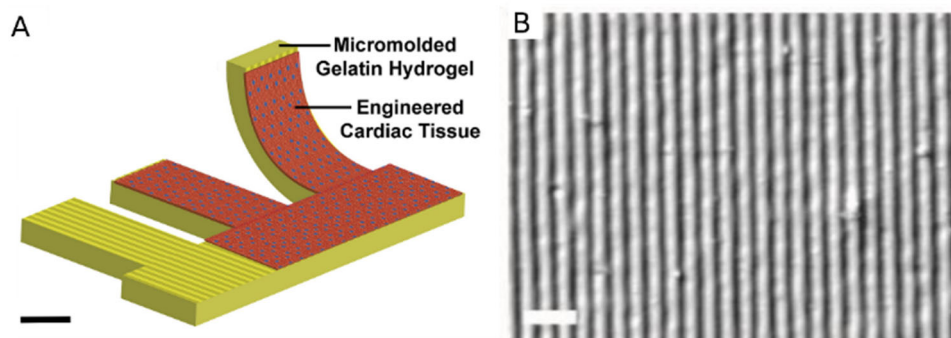 A
Micromolded
Gelatin Hydrogel
Engineered
Cardiac Tissue
B